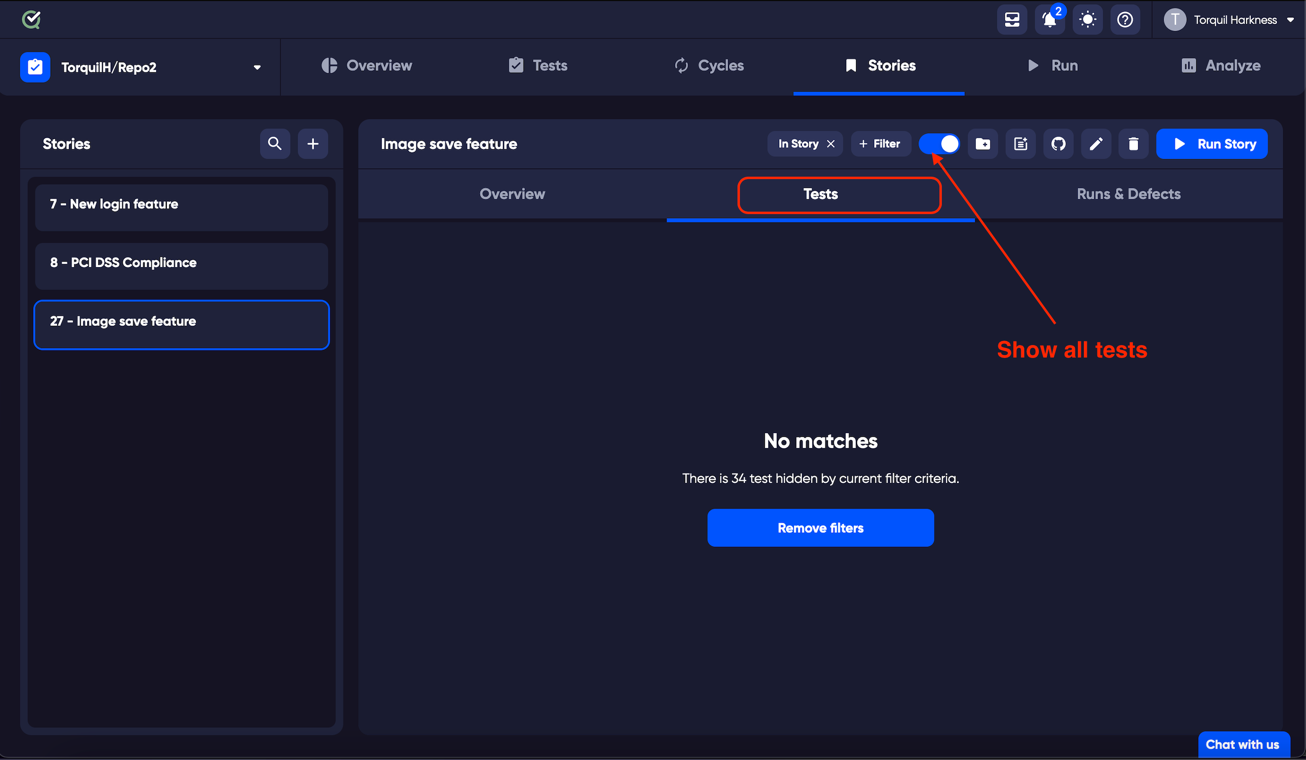 2
T Torquil Harkness
TorquilH/Repo2
Overview
Tests
Cycles
Stories
Run
Analyze
Stories
+
7 - New login feature
8 - PCI DSS Compliance
27 - Image save feature
Image save feature
In Story ×
+ Filter
Run Story
Overview
Tests
Runs & Defects
Show all tests
No matches
There is 34 test hidden by current filter criteria.
Remove filters
Chat with us